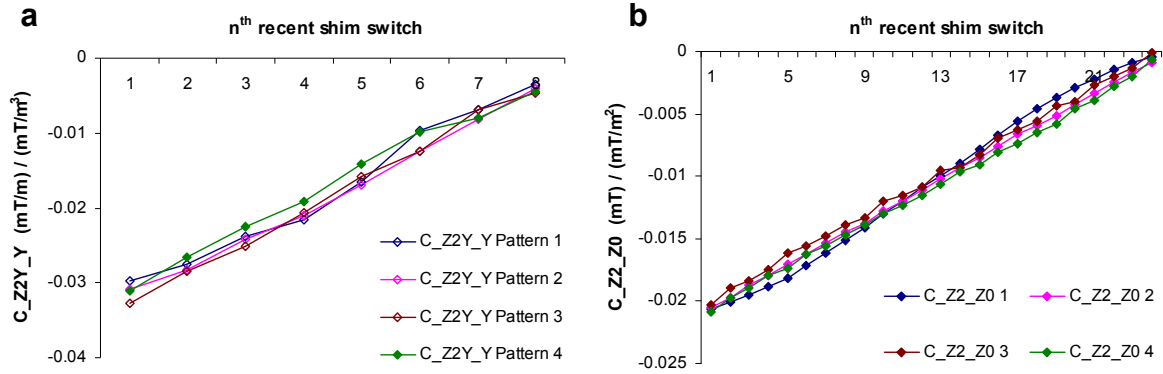 a
nth recent shim switch
0
1 2 3 4 5 6 7 8
-0.01
-0.02
-0.03
-0.04
C_Z2Y_Y (mT/m) / (mT/m³)
C_Z2Y_Y Pattern 1
C_Z2Y_Y Pattern 2
C_Z2Y_Y Pattern 3
C_Z2Y_Y Pattern 4
b
nth recent shim switch
0
1 5 9 13 17 21
-0.005
-0.01
-0.015
-0.02
-0.025
C_Z2_Z0 (mT) / (mT/m²)
C_Z2_Z0 1 C_Z2_Z0 2
C_Z2_Z0 3 C_Z2_Z0 4